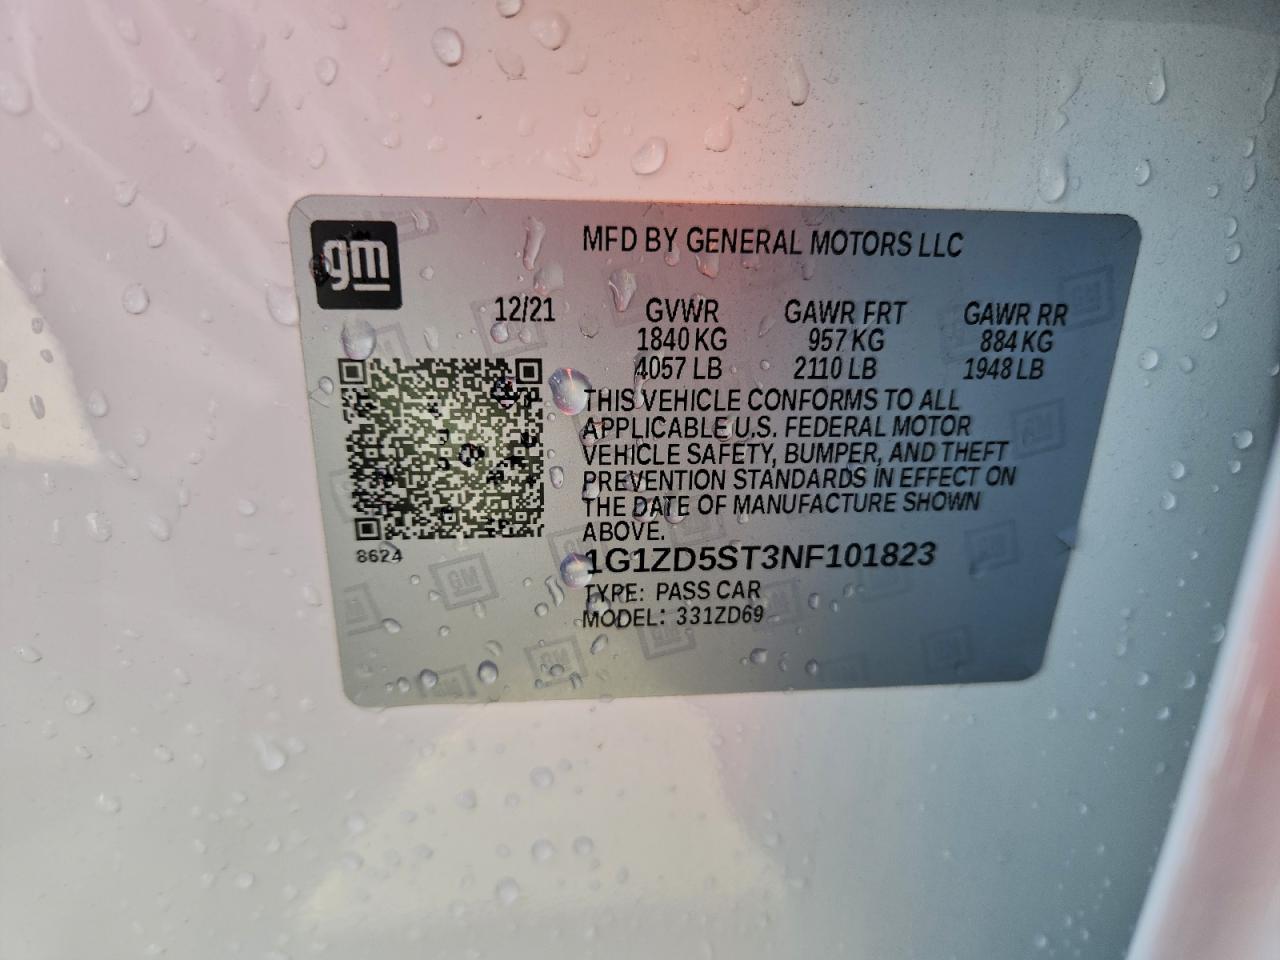 gm
MFD BY GENERAL MOTORS LLC
12/21 GVWR GAWR FRT GAWR RR
1840 KG 957 KG 884 KG
4057 LB 2110 LB 1948 LB
THIS VEHICLE CONFORMS TO ALL
APPLICABLE U.S. FEDERAL MOTOR
VEHICLE SAFETY, BUMPER, AND THEFT
PREVENTION STANDARDS IN EFFECT ON
THE DATE OF MANUFACTURE SHOWN
ABOVE.
8624
1G1ZD5ST3NF101823
TYPE: PASS CAR
MODEL: 331ZD69